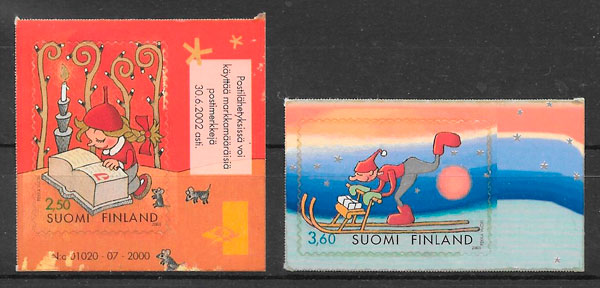 Postilähetyksissä voi
käyttää markkamääräisiä
postimerkkejä
30.6.2002 asti.
2,50
SUOMI FINLAND
N:o 01020 - 07 - 2000
3,60
SUOMI FINLAND
2001